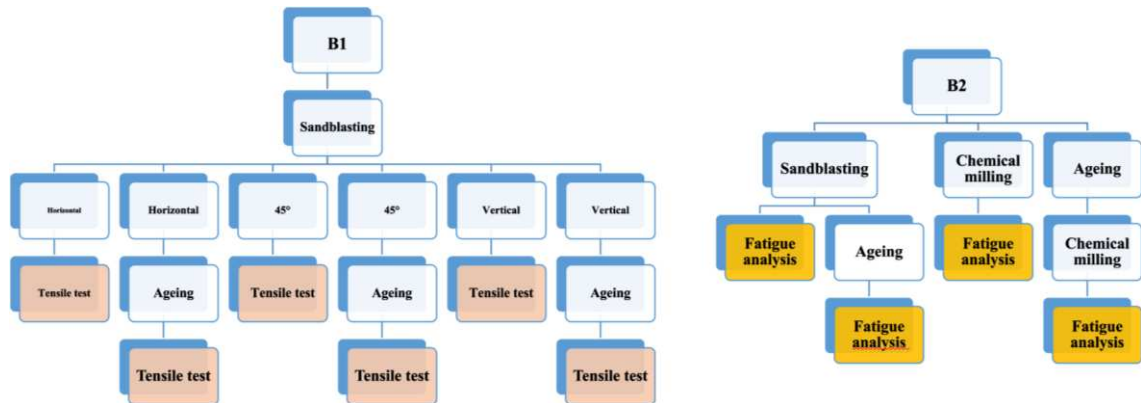 B1
Sandblasting
Horizontal
Horizontal
45°
45°
Vertical
Vertical
Tensile test
Ageing
Tensile test
Ageing
Tensile test
Ageing
Tensile test
Tensile test
Tensile test
B2
Sandblasting
Chemical
milling
Ageing
Fatigue
analysis
Ageing
Fatigue
analysis
Chemical
milling
Fatigue
analysis
Fatigue
analysis